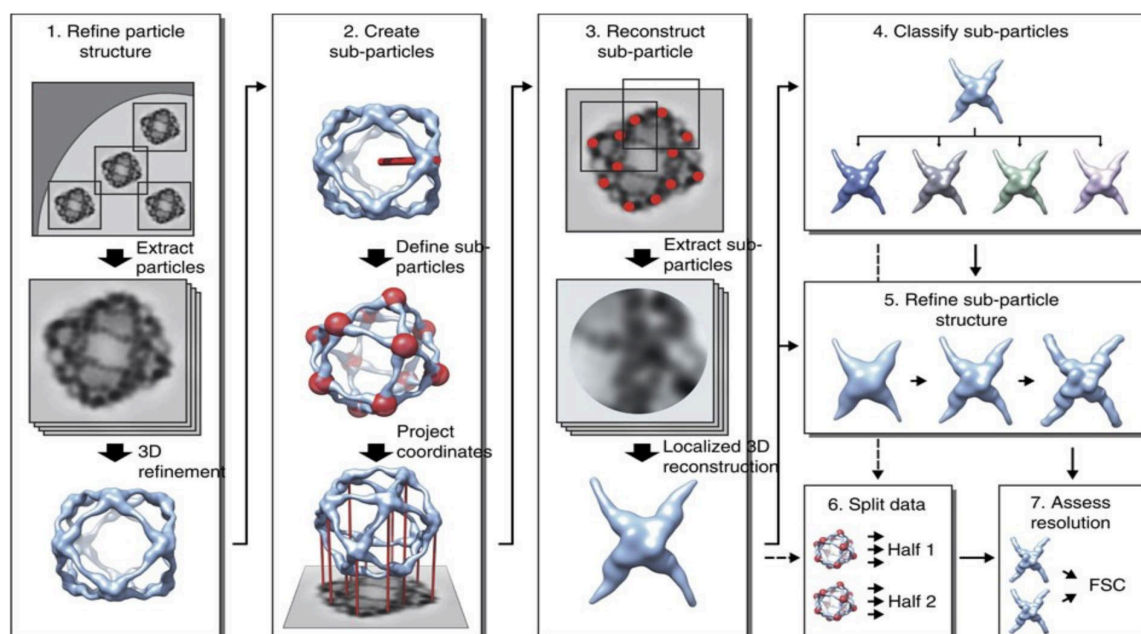 1. Refine particle
structure
Extract
particles
3D
refinement
2. Create
sub-particles
Define sub-
particles
Project
coordinates
3. Reconstruct
sub-particle
Extract sub-
particles
Localized 3D
reconstruction
4. Classify sub-particles
5. Refine sub-particle
structure
6. Split data
Half 1
Half 2
7. Assess
resolution
FSC